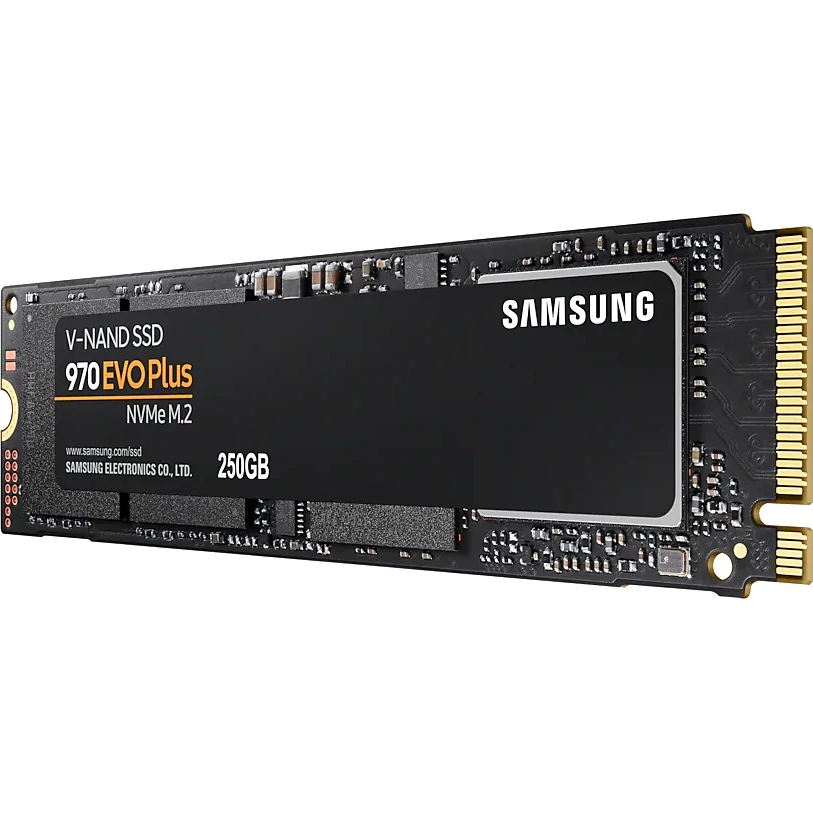 SAMSUNG
V-NAND SSD
970 EVO Plus
NVMe M.2
www.samsung.com/ssd
SAMSUNG ELECTRONICS CO., LTD.
250GB